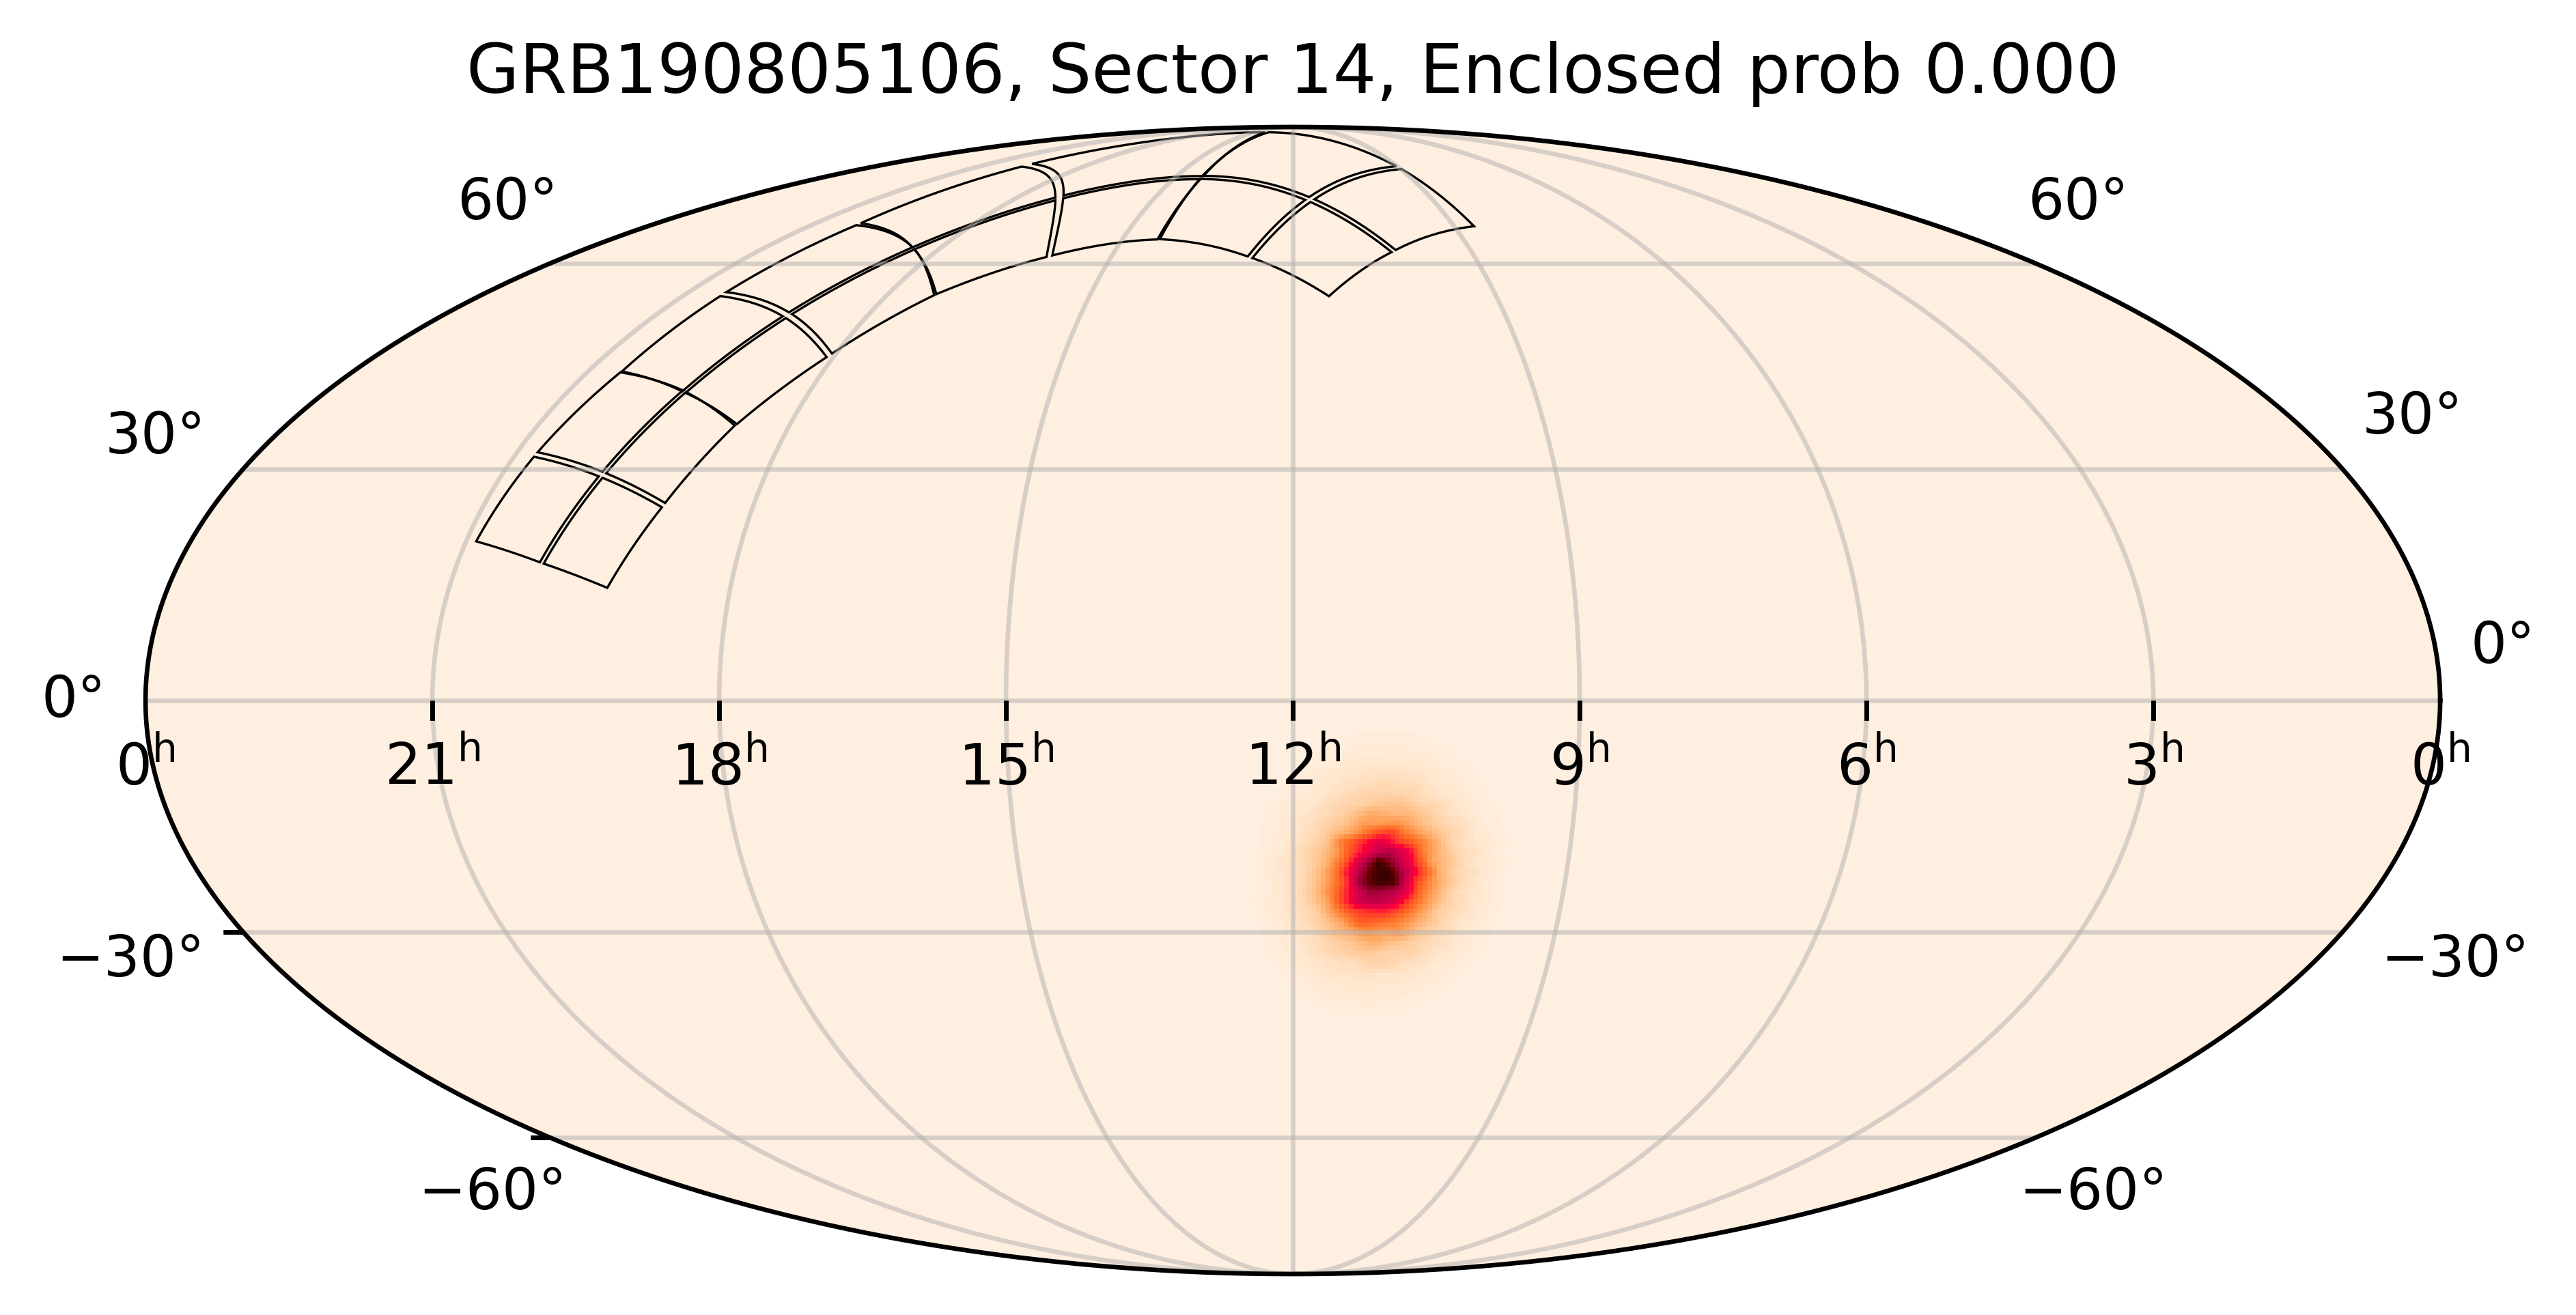 GRB190805106, Sector 14, Enclosed prob 0.000
60° 60°
30° 30°
0° 0°
0ʰ 21ʰ 18ʰ 15ʰ 12ʰ 9ʰ 6ʰ 3ʰ 0ʰ
−30° −30°
−60° −60°